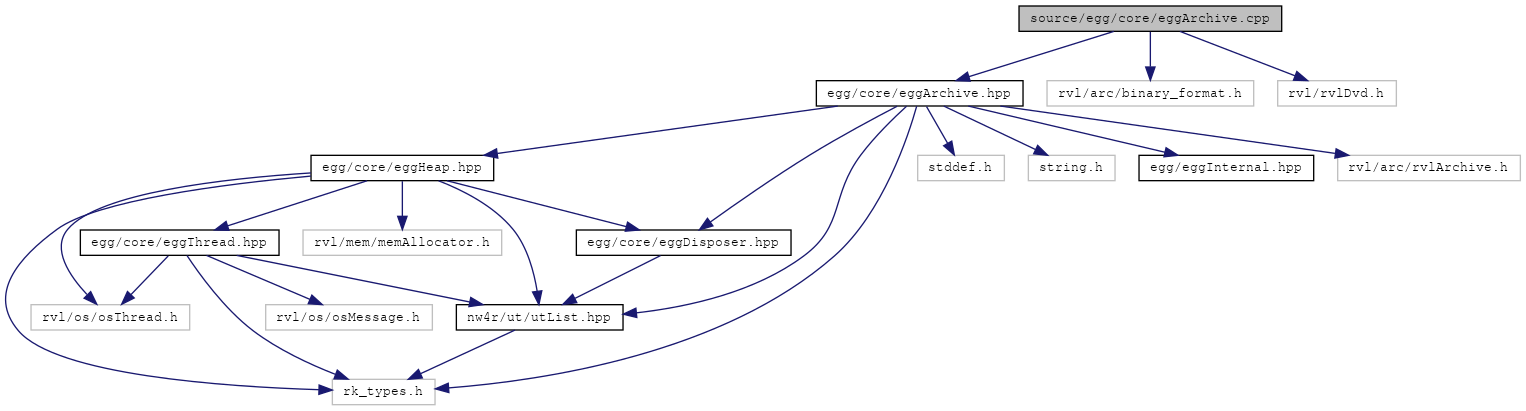 source/egg/core/eggArchive.cpp
egg/core/eggArchive.hpp
rvl/arc/binary_format.h
rvl/rvlDvd.h
egg/core/eggHeap.hpp
stddef.h
string.h
egg/eggInternal.hpp
rvl/arc/rvlArchive.h
egg/core/eggThread.hpp
rvl/mem/memAllocator.h
egg/core/eggDisposer.hpp
rvl/os/osThread.h
rvl/os/osMessage.h
nw4r/ut/utList.hpp
rk_types.h